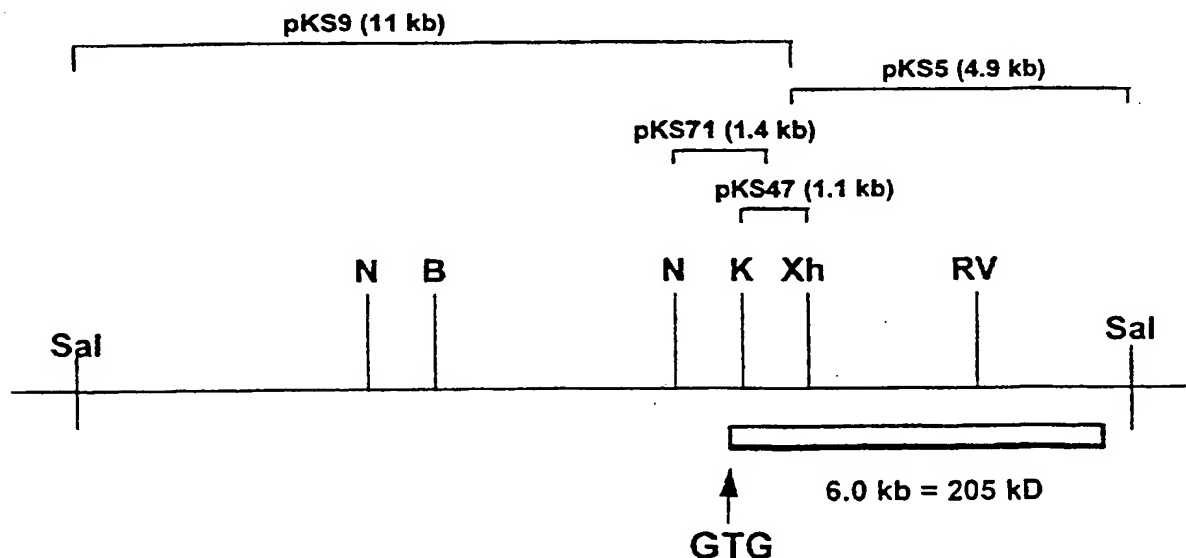 pKS9 (11 kb)
pKS5 (4.9 kb)
pKS71 (1.4 kb)
pKS47 (1.1 kb)
N B N K Xh RV
Sal Sal
6.0 kb = 205 kD
GTG